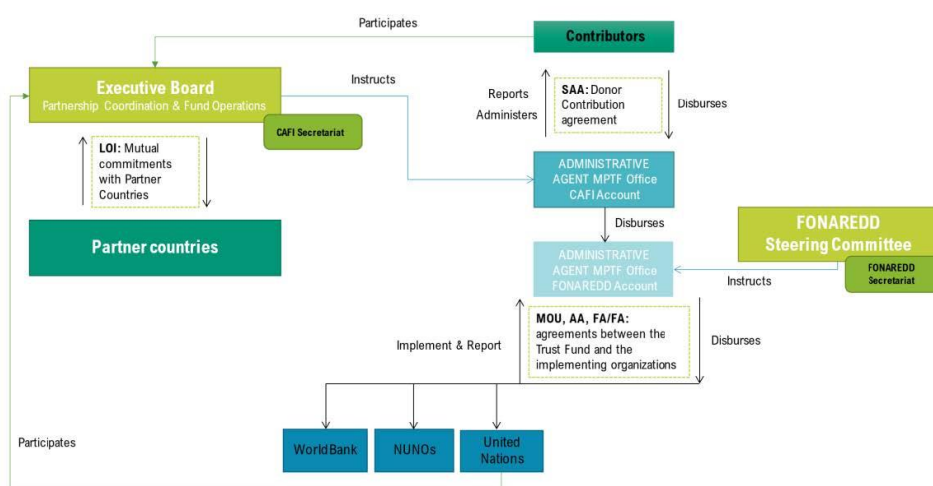 Participates
Contributors
Executive Board
Partnership Coordination & Fund Operations
CAFI Secretariat
Instructs
Reports
Administers
SAA: Donor
Contribution
agreement
Disburses
LOI: Mutual
commitments
with Partner
Countries
ADMINISTRATIVE
AGENT MPTF Office
CAFI Account
Partner countries
Disburses
FONAREDD
Steering Committee
FONAREDD
Secretariat
ADMINISTRATIVE
AGENT MPTF Office
FONAREDD Account
Instructs
Implement & Report
MOU, AA, FA/FA:
agreements between the
Trust Fund and the
implementing organizations
Disburses
Participates
WorldBank
NUNOs
United
Nations